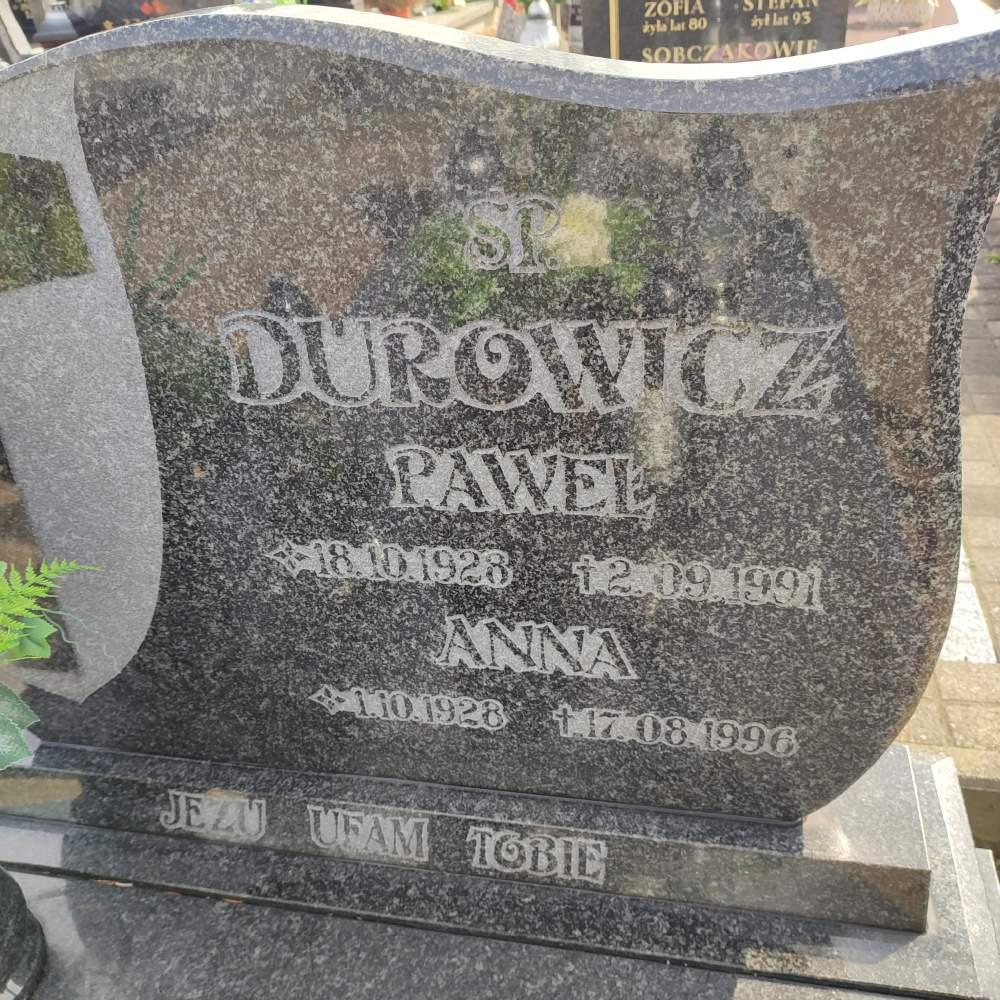 ZOFIA STEFAN
żyła lat 80 żył lat 93
SOBCZAKOWIE
ŚP.
DUROWICZ
PAWEŁ
18.10.1928 †2.09.1991
ANNA
1.10.1928 †17.08.1996
JEZU UFAM TOBIE